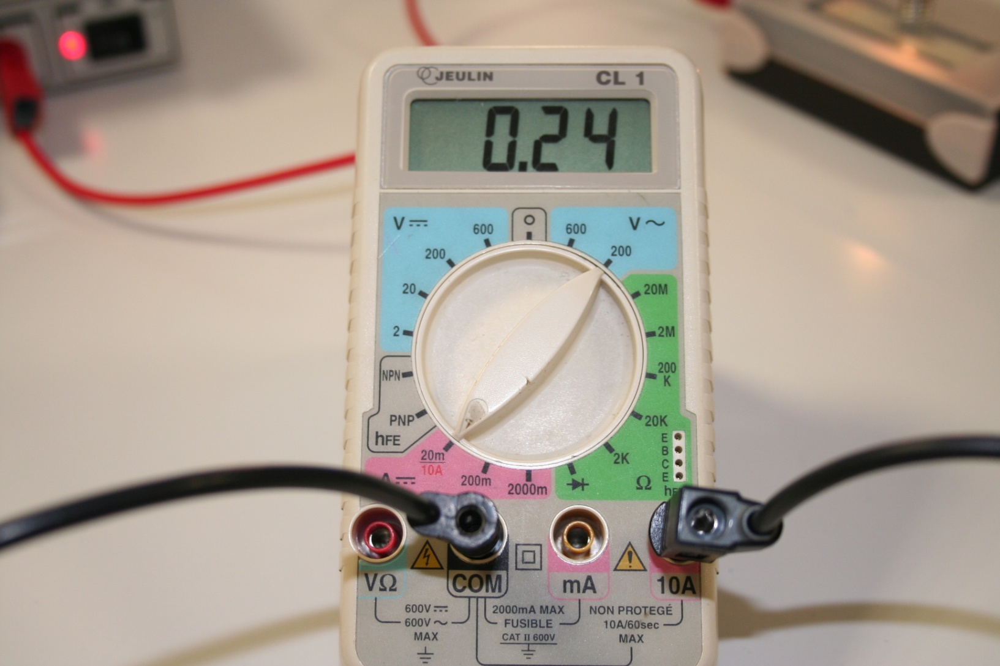 JEULIN CL 1
0.24
V V
600 600
200 200
20 20M
2 2M
NPN 200
K
PNP 20K
hFE
E
B
C
E
20m 2K
10A
A 200m 2000m Ω
VΩ COM mA 10A
600V 2000mA MAX NON PROTEGÉ
600V FUSIBLE 10A/60sec
MAX CAT II 600V MAX